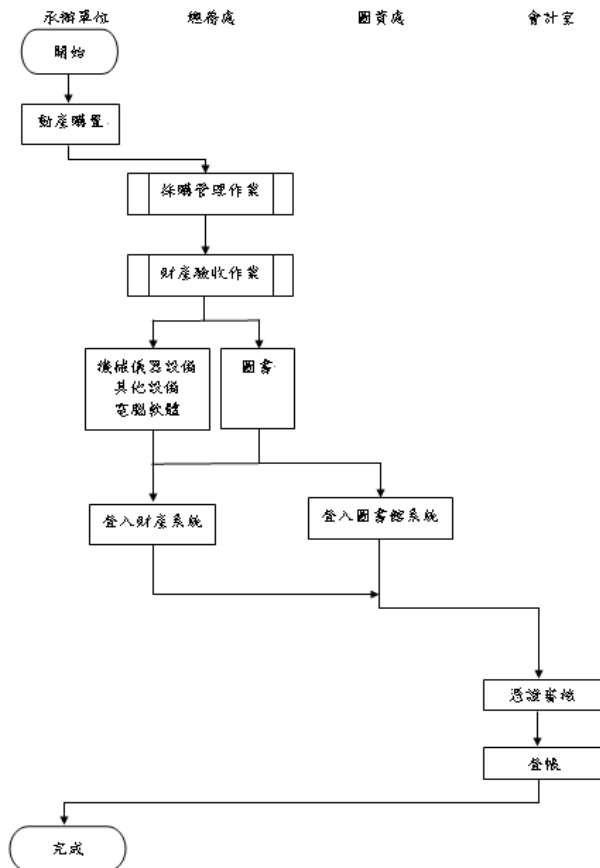 承辦單位 總務處 圖資處 會計室
開始
動產購置
採購管理作業
財產驗收作業
機械儀器設備
其他設備
電腦軟體
圖書
登入財產系統
登入圖書館系統
憑證審核
登帳
完成